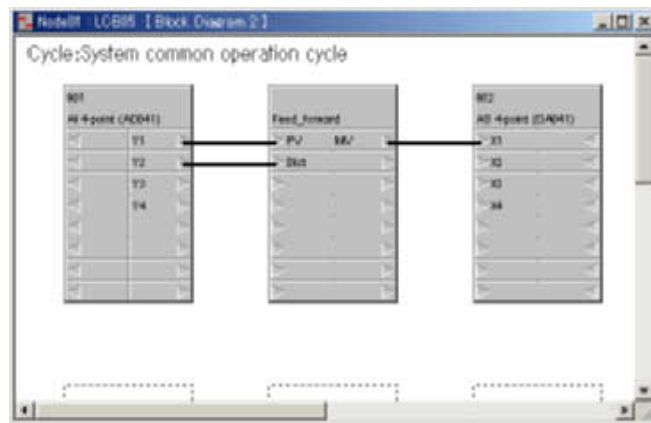 Node01 : LCB05 [ Block Diagram 2 ]
Cycle:System common operation cycle
001
AI 4-point (AD041)
Y1
Y2
Y3
Y4
Feed_forward
PV MV
002
AO 4-point (DA041)
X1
X2
X3
X4